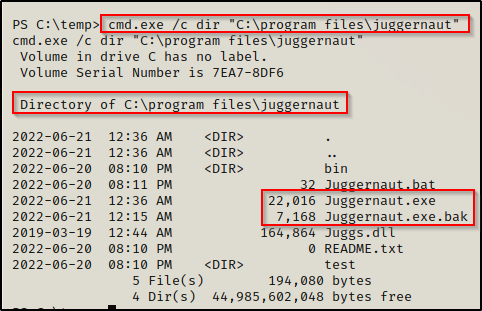 PS C:\temp> cmd.exe /c dir "C:\program files\juggernaut"
cmd.exe /c dir "C:\program files\juggernaut"
 Volume in drive C has no label.
 Volume Serial Number is 7EA7-8DF6

 Directory of C:\program files\juggernaut

2022-06-21  12:36 AM    <DIR>          .
2022-06-21  12:36 AM    <DIR>          ..
2022-06-20  08:10 PM    <DIR>          bin
2022-06-20  08:11 PM                32 Juggernaut.bat
2022-06-21  12:36 AM            22,016 Juggernaut.exe
2022-06-21  12:15 AM             7,168 Juggernaut.exe.bak
2019-03-19  12:44 AM           164,864 Juggs.dll
2022-06-20  08:10 PM                 0 README.txt
2022-06-20  08:10 PM    <DIR>          test
               5 File(s)        194,080 bytes
               4 Dir(s)  44,985,602,048 bytes free